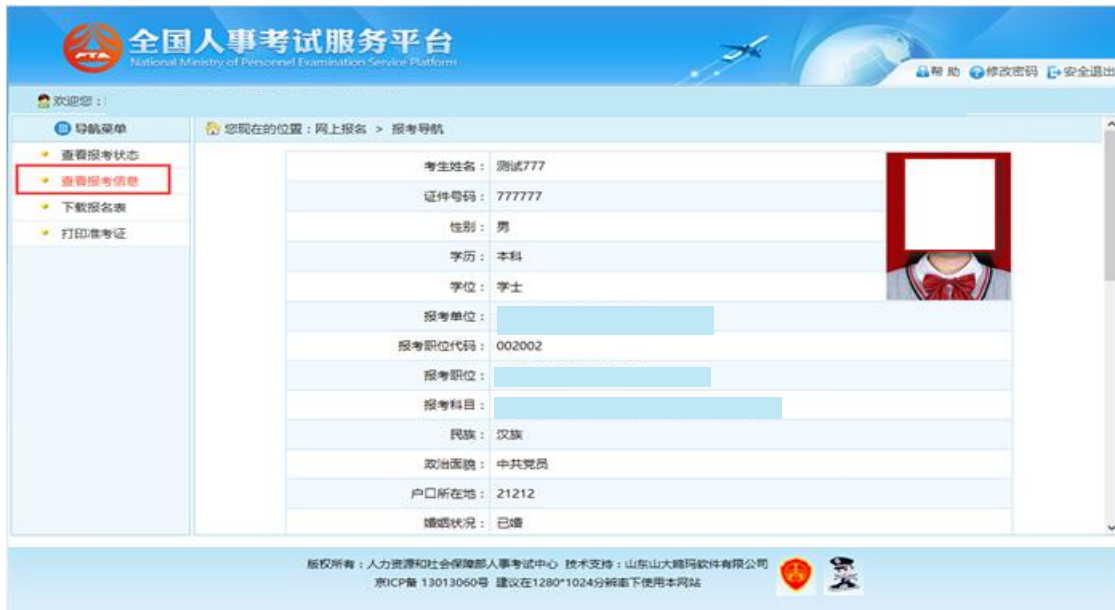 全国人事考试服务平台
National Ministry of Personnel Examination Service Platform
帮 助 修改密码 安全退出
欢迎您：
导航菜单
您现在的位置：网上报名 > 报考导航
查看报考状态
查看报考信息
下载报名表
打印准考证
考生姓名： 测试777
证件号码： 777777
性别： 男
学历： 本科
学位： 学士
报考单位：
报考职位代码： 002002
报考职位：
报考科目：
民族： 汉族
政治面貌： 中共党员
户口所在地： 21212
婚姻状况： 已婚
版权所有：人力资源和社会保障部人事考试中心 技术支持：山东山大鸥玛软件有限公司
京ICP备 13013060号 建议在1280*1024分辨率下使用本网站